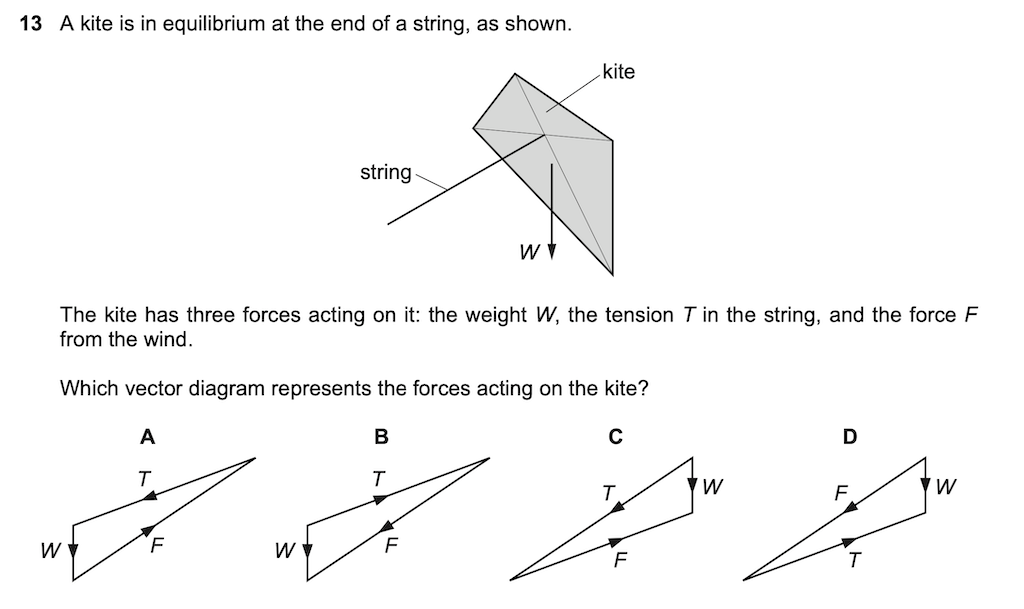 13 A kite is in equilibrium at the end of a string, as shown.
kite
string
W
The kite has three forces acting on it: the weight W, the tension T in the string, and the force F
from the wind.
Which vector diagram represents the forces acting on the kite?
A B C D
T T T W F W
W F W F F T